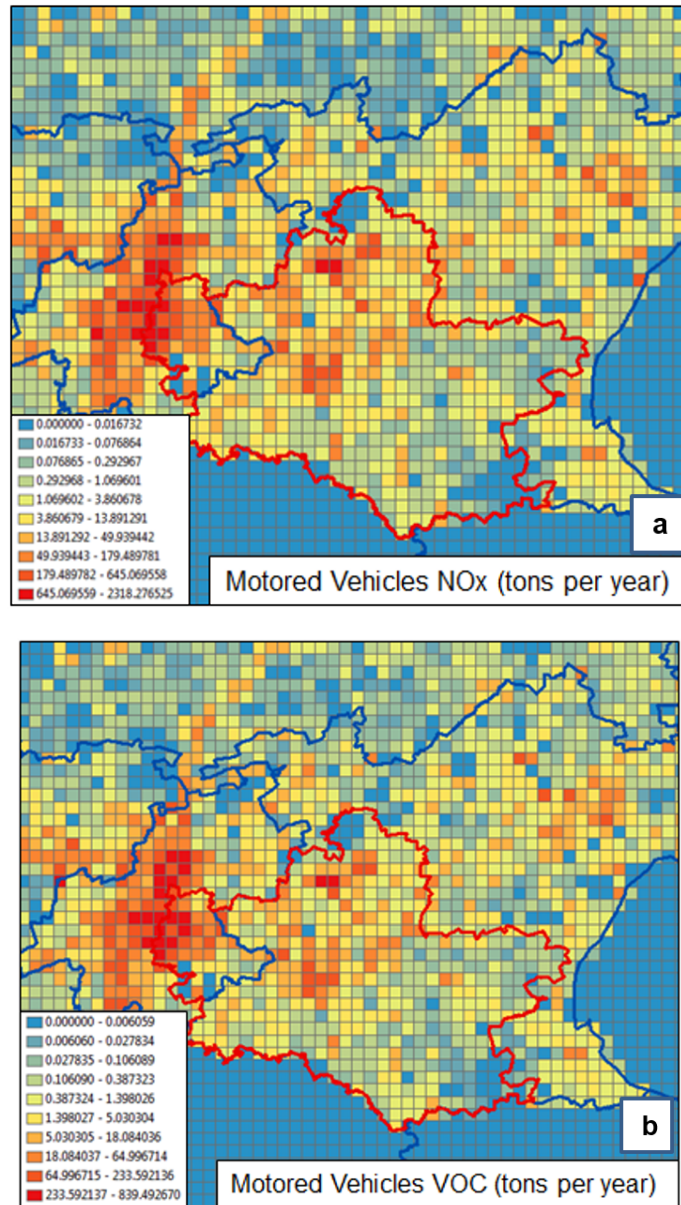 0.000000 - 0.016732
0.016733 - 0.076864
0.076865 - 0.292967
0.292968 - 1.069601
1.069602 - 3.860678
3.860679 - 13.891291
13.891292 - 49.939442
49.939443 - 179.489781
179.489782 - 645.069558
645.069559 - 2318.276525
a
Motored Vehicles NOx (tons per year)
0.000000 - 0.006059
0.006060 - 0.027834
0.027835 - 0.106089
0.106090 - 0.387323
0.387324 - 1.398026
1.398027 - 5.030304
5.030305 - 18.084036
18.084037 - 64.996714
64.996715 - 233.592136
233.592137 - 839.492670
b
Motored Vehicles VOC (tons per year)